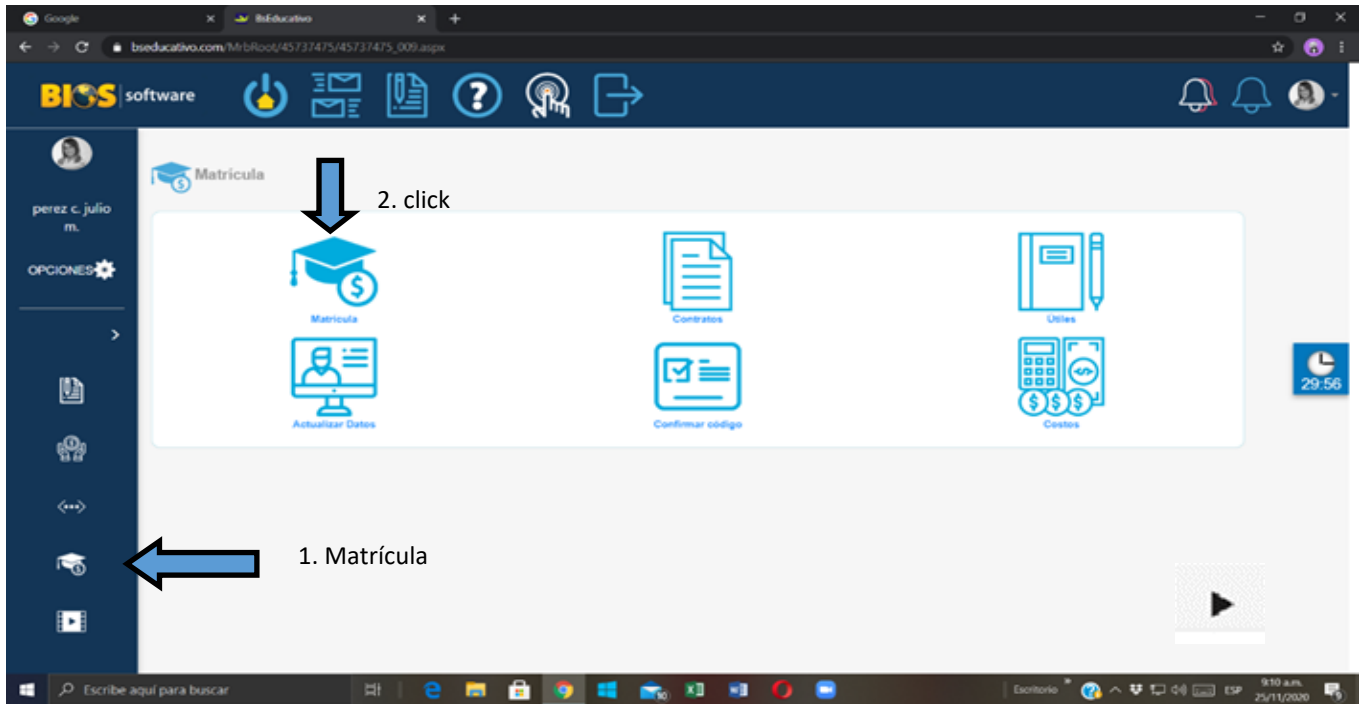 Google
BsEducativo
bseducativo.com/MrbRoot/45737475/45737475_009.aspx
BIOS software
perez c. julio
m.
OPCIONES
Matricula
2. click
Matricula
Contratos
Utiles
Actualizar Datos
Confirmar código
Costos
29:56
1. Matrícula
Escribe aquí para buscar
Escritorio
ESP
9:10 a.m.
25/11/2020